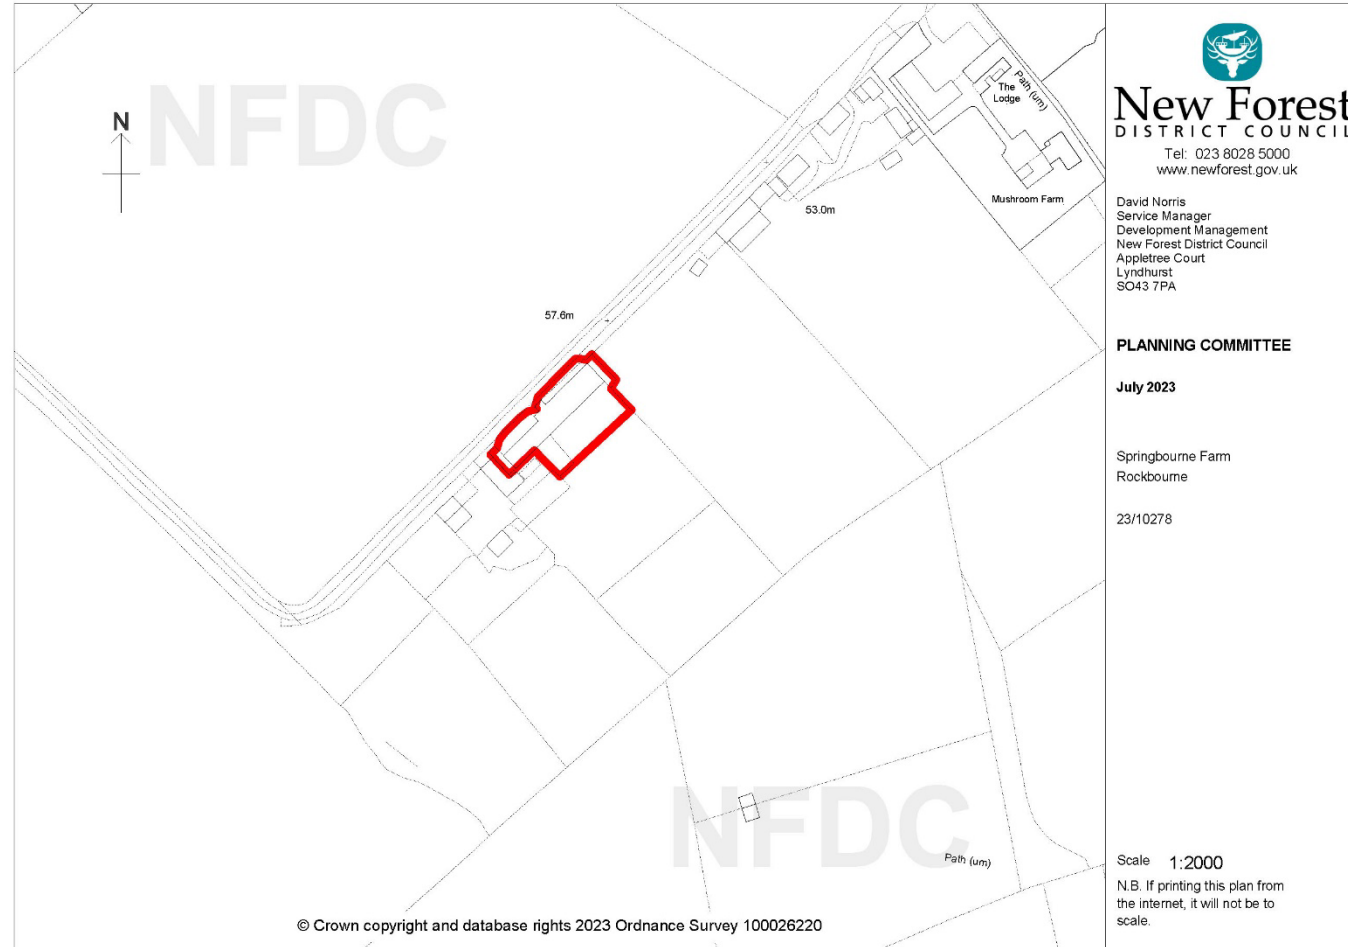 NFDC
N
The
Lodge
Path (um)
Mushroom Farm
53.0m
57.6m
NFDC
Path (um)
© Crown copyright and database rights 2023 Ordnance Survey 100026220
New Forest
DISTRICT COUNCIL
Tel: 023 8028 5000
www.newforest.gov.uk
David Norris
Service Manager
Development Management
New Forest District Council
Appletree Court
Lyndhurst
SO43 7PA
PLANNING COMMITTEE
July 2023
Springbourne Farm
Rockbourne
23/10278
Scale 1:2000
N.B. If printing this plan from
the internet, it will not be to
scale.